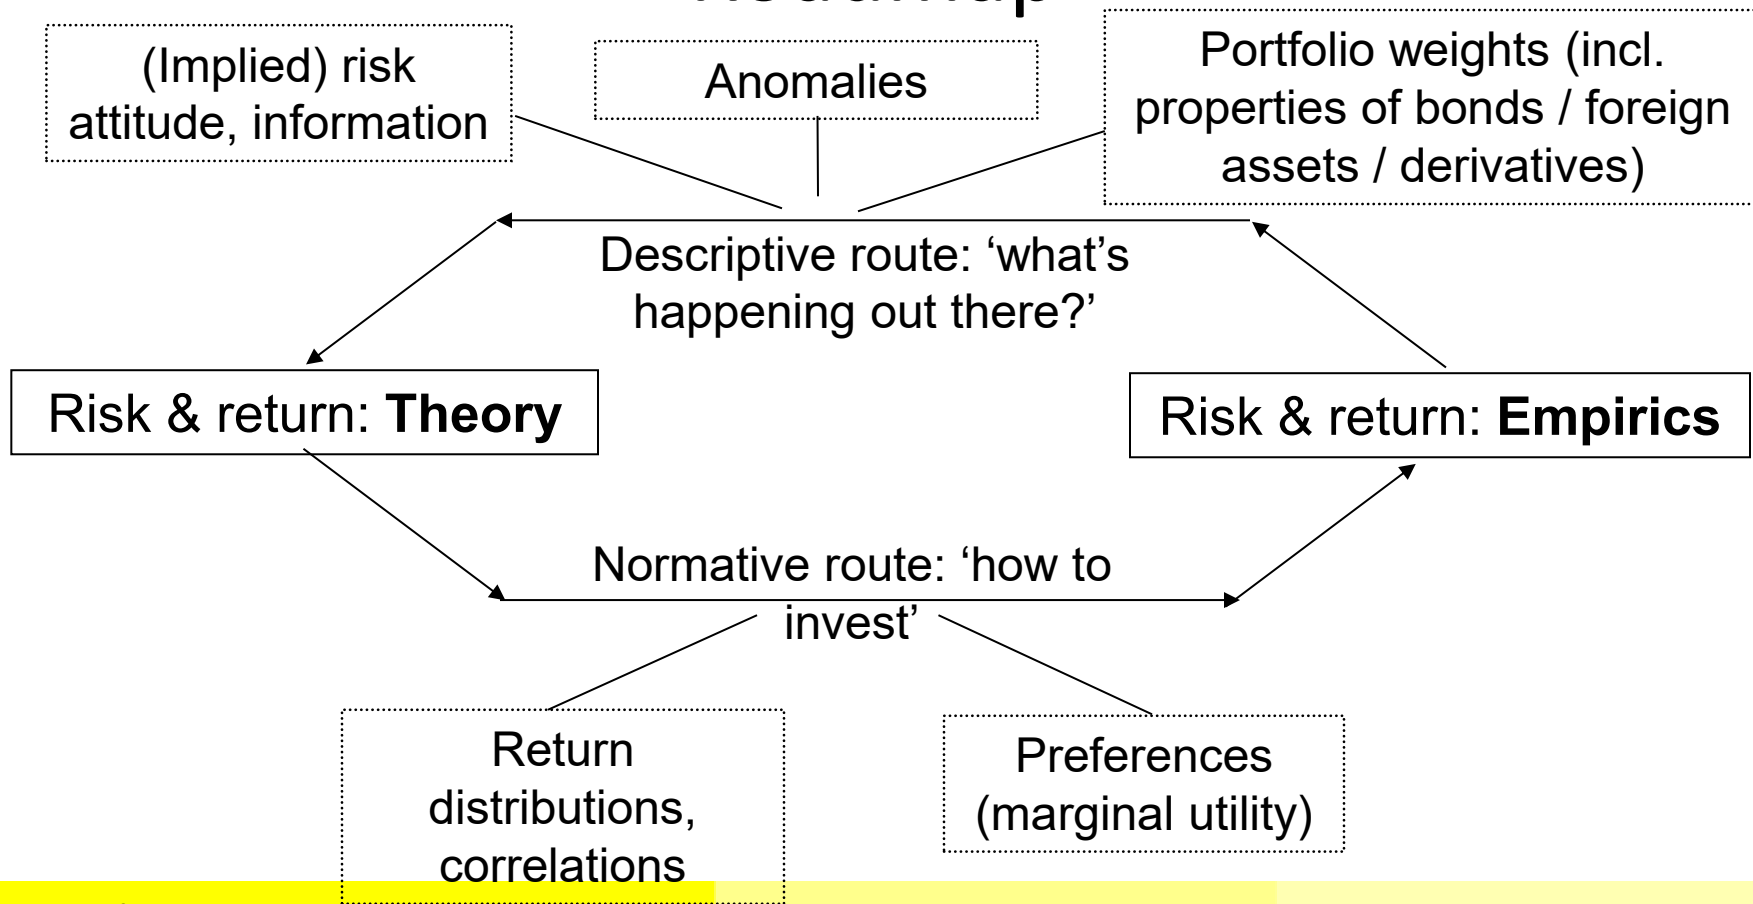 Roadmap
(Implied) risk
attitude, information
Anomalies
Portfolio weights (incl.
properties of bonds / foreign
assets / derivatives)
Descriptive route: ‘what’s
happening out there?’
Risk & return: Theory
Risk & return: Empirics
Normative route: ‘how to
invest’
Return
distributions,
correlations
Preferences
(marginal utility)